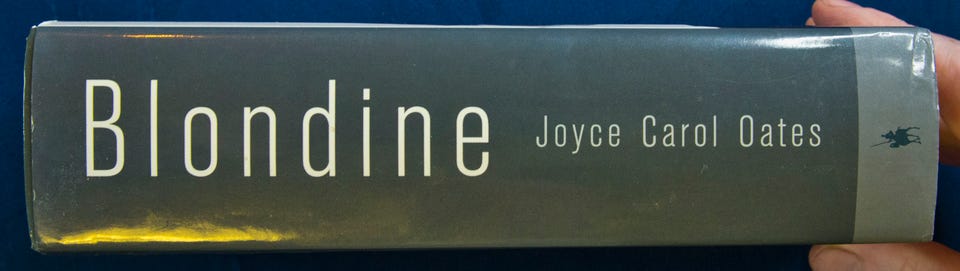 Blondine Joyce Carol Oates